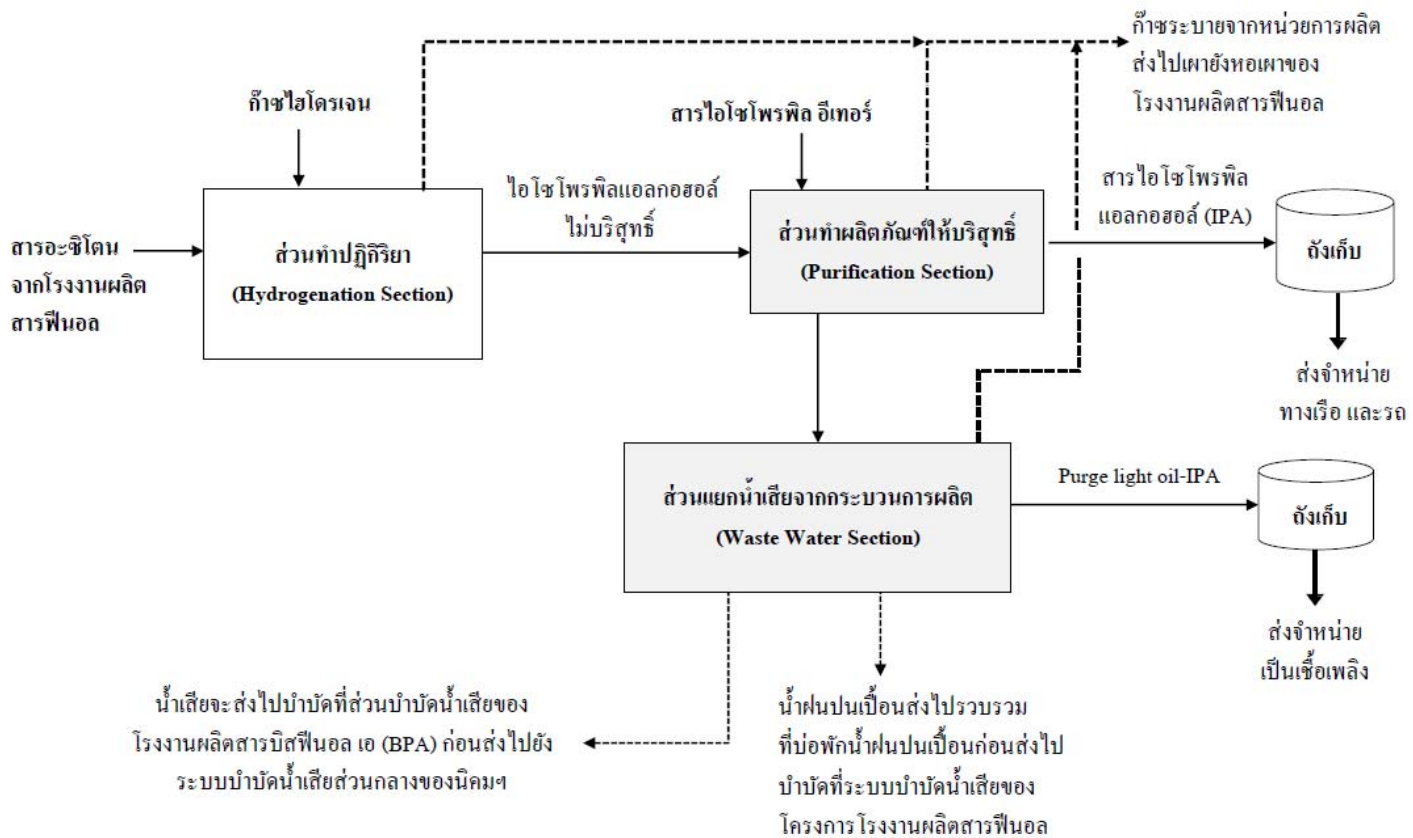 ก๊าซระบายจากหน่วยการผลิต
ส่งไปเผายังหอเผาของ
โรงงานผลิตสารฟีนอล
ก๊าซไฮโดรเจน
สารไอโซโพรพิล อีเทอร์
ไอโซโพรพิลแอลกอฮอล์
ไม่บริสุทธิ์
สารไอโซโพรพิล
แอลกอฮอล์ (IPA)
สารอะซิโตน
จากโรงงานผลิต
สารฟีนอล
ส่วนทำปฏิกิริยา
(Hydrogenation Section)
ส่วนทำผลิตภัณฑ์ให้บริสุทธิ์
(Purification Section)
ถังเก็บ
ส่งจำหน่าย
ทางเรือ และรถ
ส่วนแยกน้ำเสียจากกระบวนการผลิต
(Waste Water Section)
Purge light oil-IPA
ถังเก็บ
ส่งจำหน่าย
เป็นเชื้อเพลิง
น้ำเสียจะส่งไปบำบัดที่ส่วนบำบัดน้ำเสียของ
โรงงานผลิตสารบิสฟีนอล เอ (BPA) ก่อนส่งไปยัง
ระบบบำบัดน้ำเสียส่วนกลางของนิคมฯ
น้ำฝนปนเปื้อนส่งไปรวบรวม
ที่บ่อพักน้ำฝนปนเปื้อนก่อนส่งไป
บำบัดที่ระบบบำบัดน้ำเสียของ
โครงการโรงงานผลิตสารฟีนอล